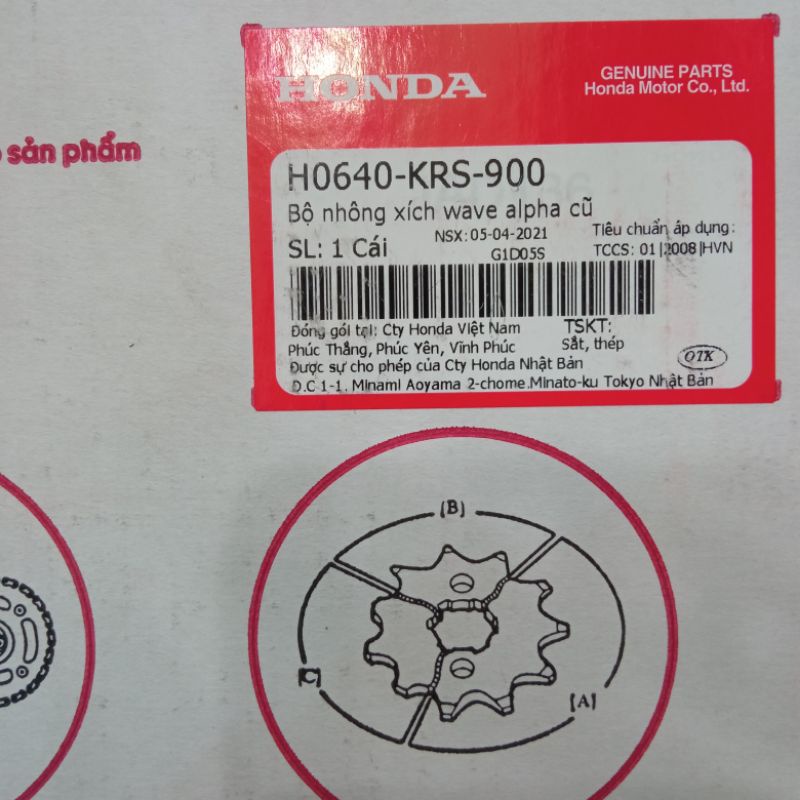 HONDA
GENUINE PARTS
Honda Motor Co., Ltd.
sản phẩm
H0640-KRS-900
Bộ nhông xích wave alpha cũ
SL: 1 Cái
NSX: 05-04-2021
G1D05S
Tiêu chuẩn áp dụng:
TCCS: 01|2008|HVN
Đóng gói tại: Cty Honda Việt Nam
Phúc Thắng, Phúc Yên, Vĩnh Phúc
TSKT:
Sắt, thép
Được sự cho phép của Cty Honda Nhật Bản
QTK
D.C 1-1. Minami Aoyama 2-chome.Minato-ku Tokyo Nhật Bản
[B]
[C]
[A]